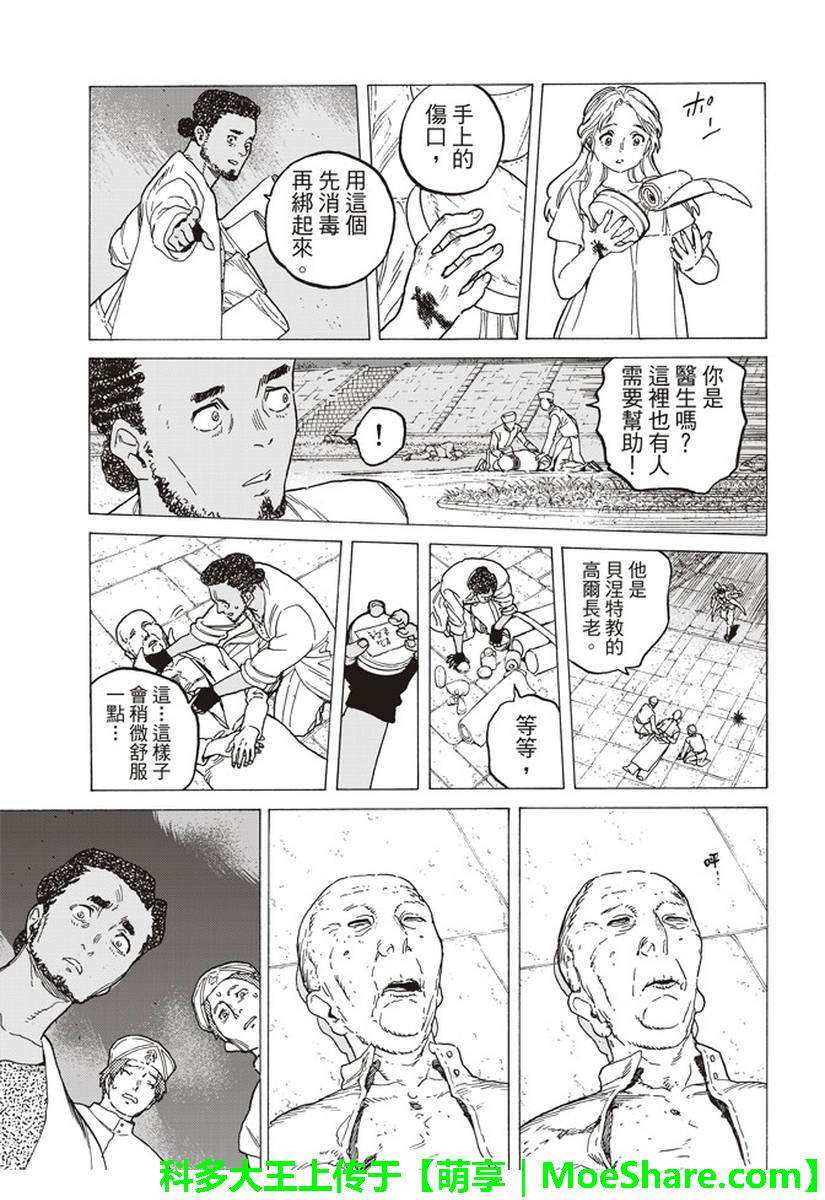 ポーン
手上的
傷口，
用這個
先消毒
再綁起來。
你是
醫生嗎？
這裡也有人
需要幫助！
！
他是
貝涅特教的
高爾長老。
等等，
這…這樣子
會稍微舒服
一點…
呼…
科多大王上传于【萌享｜MoeShare.com】